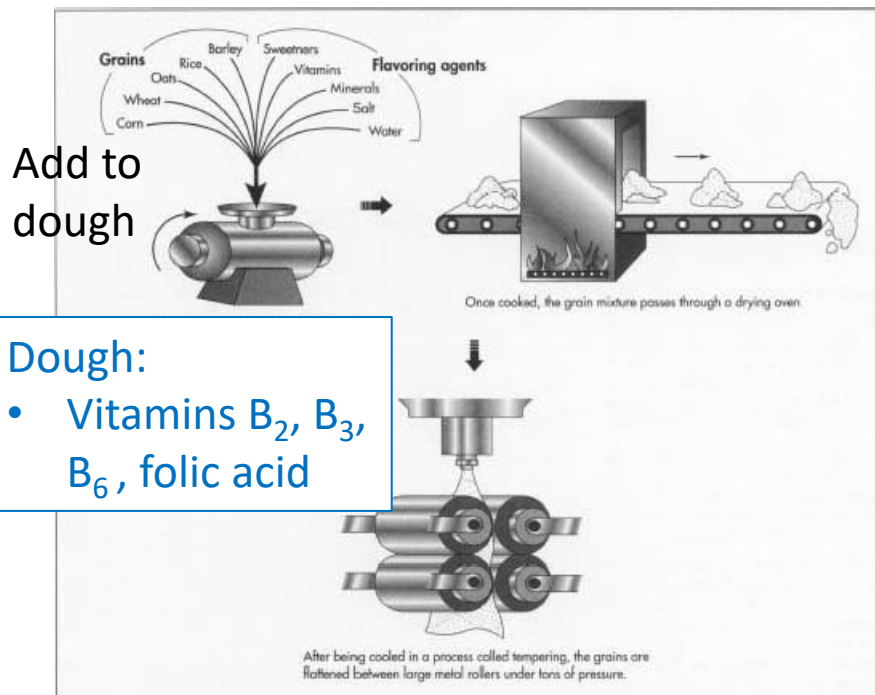 Grains
Barley
Rice
Oats
Wheat
Corn
Sweetners
Vitamins
Flavoring agents
Minerals
Salt
Water
Add to
dough
Once cooked, the grain mixture passes through a drying oven
Dough:
• Vitamins B₂, B₃,
B₆ , folic acid
After being cooked in a process called tempering, the grains are
flattened between large metal rollers under tons of pressure.